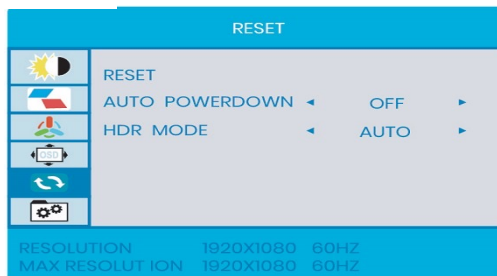 RESET
RESET
AUTO POWERDOWN ◄ OFF ►
HDR MODE ◄ AUTO ►
OSD
RESOLUTION 1920X1080 60HZ
MAX RESOLUT ION 1920X1080 60HZ